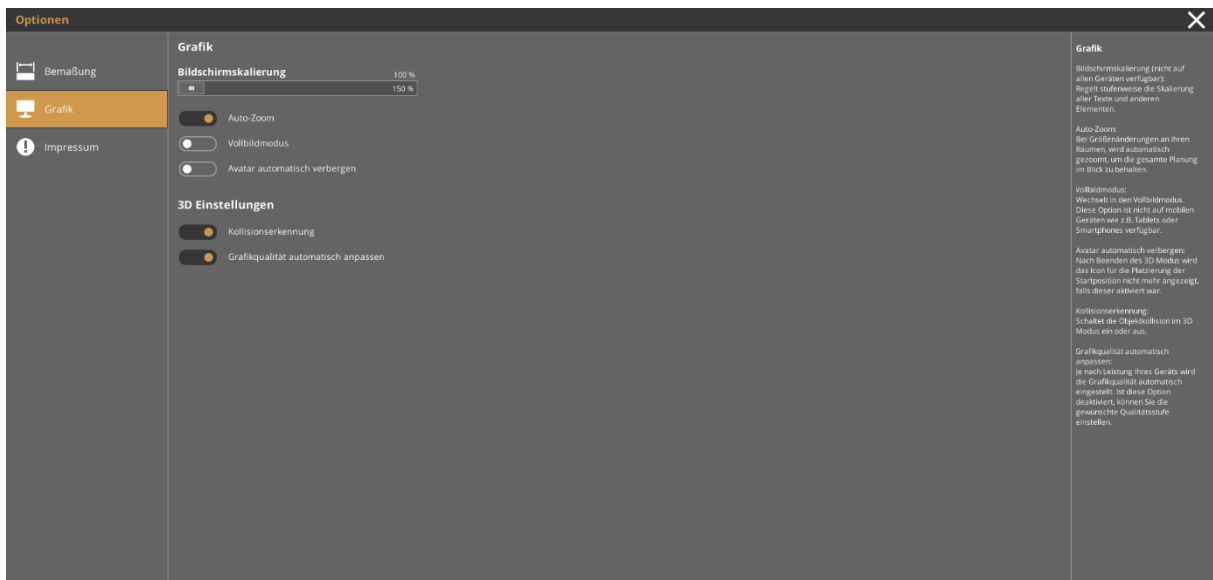 Optionen
Bemaßung
Grafik
Impressum
Grafik
Bildschirmskalierung
100 %
150 %
Auto-Zoom
Vollbildmodus
Avatar automatisch verbergen
3D Einstellungen
Kollisionserkennung
Grafikqualität automatisch anpassen
Grafik
Bildschirmskalierung (nicht auf
allen Geräten verfügbar):
Regelt stufenweise die Skalierung
aller Texte und anderen
Elementen.
Auto-Zoom:
Bei Größenänderungen an Ihren
Räumen, wird automatisch
gezoomt, um die gesamte Planung
im Blick zu behalten.
Vollbildmodus:
Wechselt in den Vollbildmodus.
Diese Option ist nicht auf mobilen
Geräten wie z.B. Tablets oder
Smartphones verfügbar.
Avatar automatisch verbergen:
Nach Beenden des 3D Modus wird
das Icon für die Platzierung der
Startposition nicht mehr angezeigt,
falls dieser aktiviert war.
Kollisionserkennung:
Schaltet die Objektkollision im 3D
Modus ein oder aus.
Grafikqualität automatisch
anpassen:
Je nach Leistung Ihres Geräts wird
die Grafikqualität automatisch
eingestellt. Ist diese Option
deaktiviert, können Sie die
gewünschte Qualitätsstufe
einstellen.